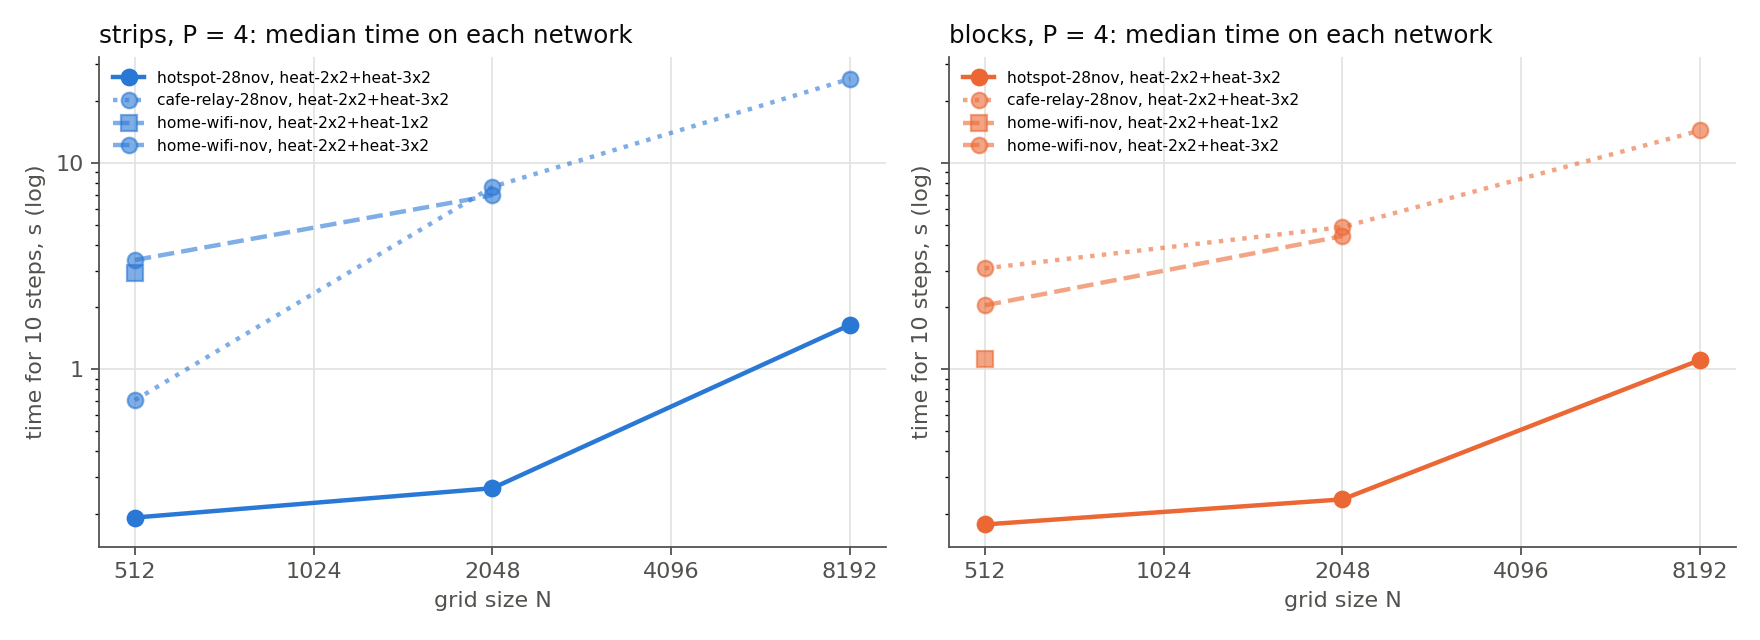 strips, P = 4: median time on each network
hotspot-28nov, heat-2x2+heat-3x2
cafe-relay-28nov, heat-2x2+heat-3x2
home-wifi-nov, heat-2x2+heat-1x2
home-wifi-nov, heat-2x2+heat-3x2
time for 10 steps, s (log)
10
1
512
1024
2048
4096
8192
grid size N
blocks, P = 4: median time on each network
hotspot-28nov, heat-2x2+heat-3x2
cafe-relay-28nov, heat-2x2+heat-3x2
home-wifi-nov, heat-2x2+heat-1x2
home-wifi-nov, heat-2x2+heat-3x2
time for 10 steps, s (log)
512
1024
2048
4096
8192
grid size N